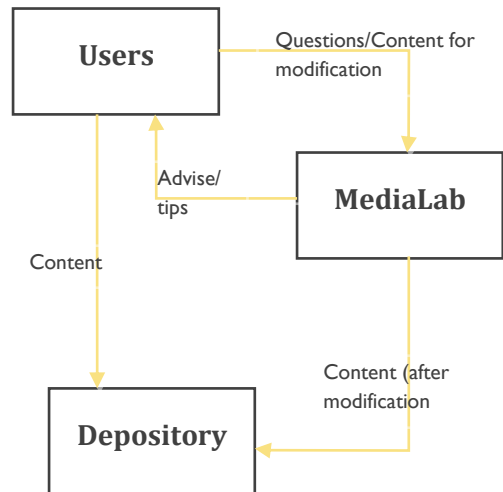 Users
Questions/Content for
modification
Advise/
tips
MediaLab
Content
Content (after
modification
Depository